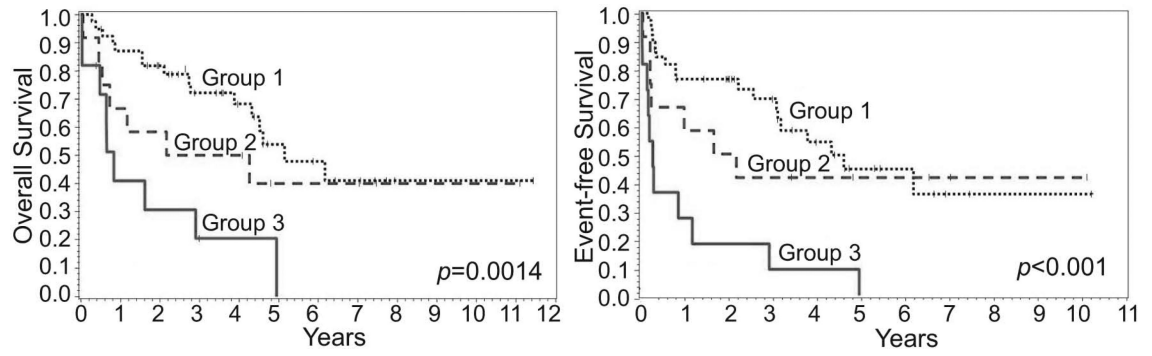 Overall Survival
1.0
0.9
0.8
0.7
0.6
0.5
0.4
0.3
0.2
0.1
0.0
Group 1
Group 2
Group 3
p=0.0014
0 1 2 3 4 5 6 7 8 9 10 11 12
Years
Event-free Survival
1.0
0.9
0.8
0.7
0.6
0.5
0.4
0.3
0.2
0.1
0.0
Group 1
Group 2
Group 3
p<0.001
0 1 2 3 4 5 6 7 8 9 10 11
Years